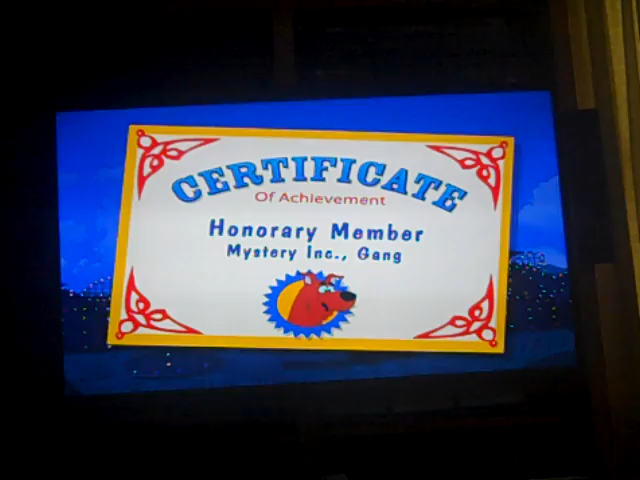 CERTIFICATE
Of Achievement
Honorary Member
Mystery Inc., Gang